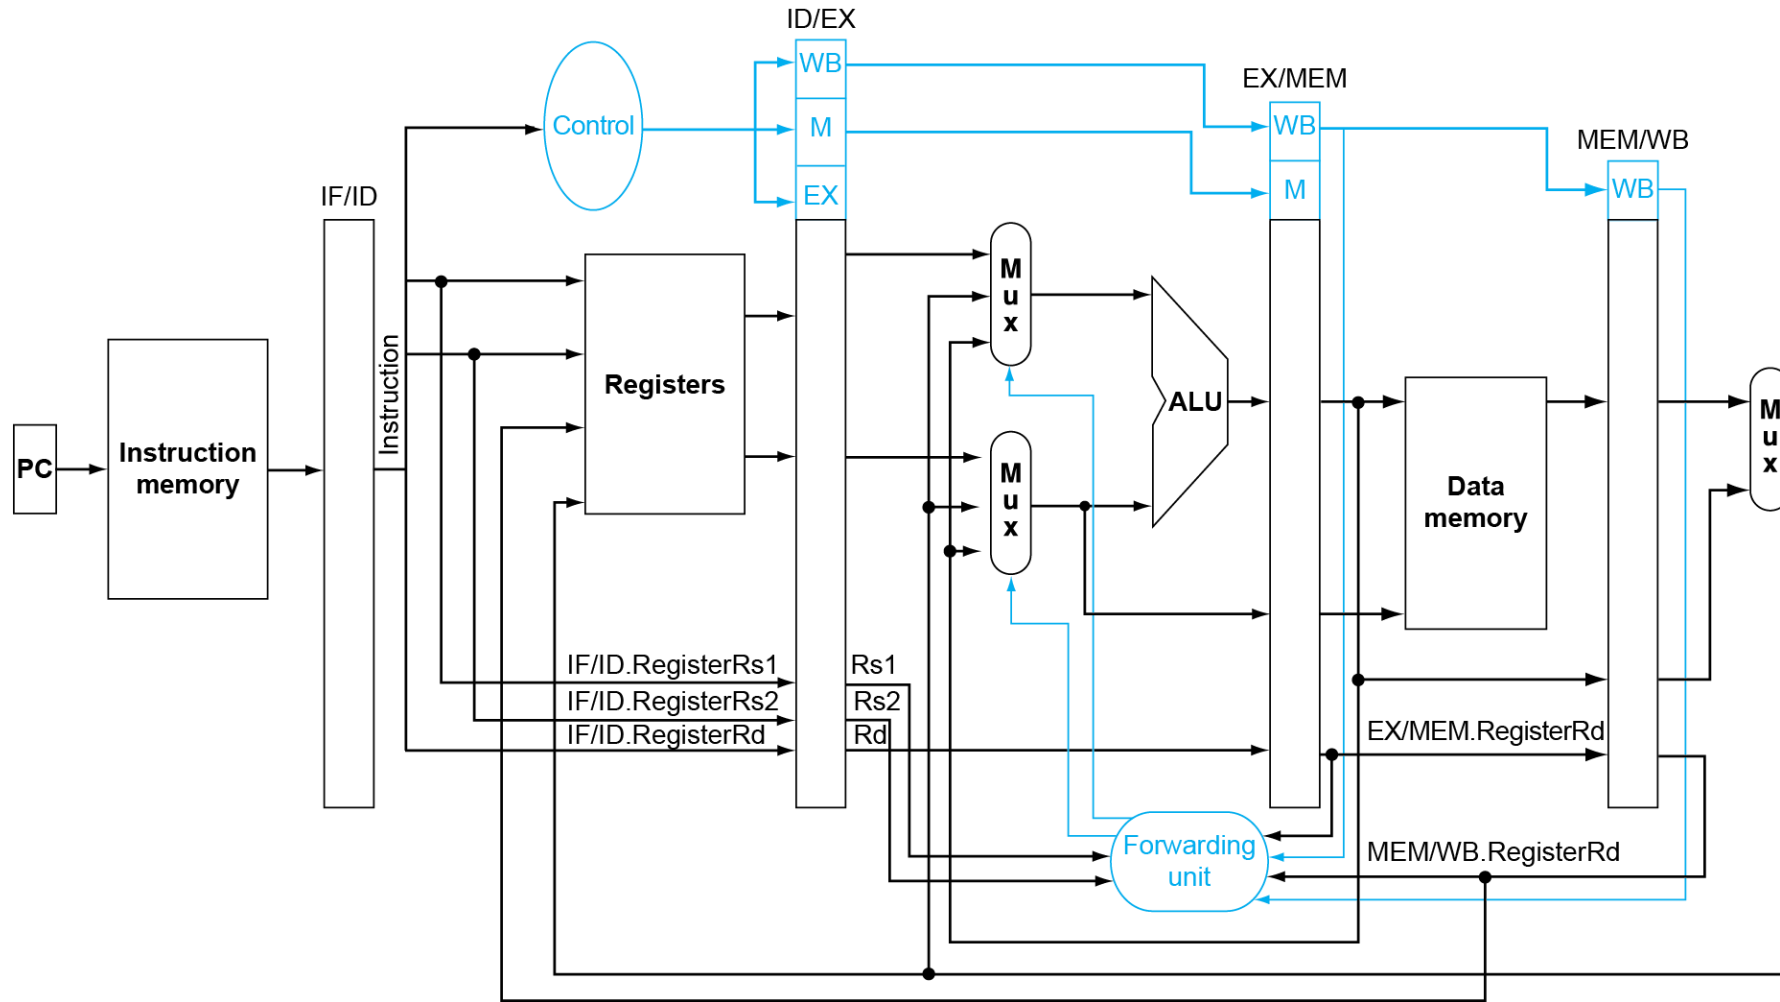 ID/EX
WB
EX/MEM
Control
M
WB
MEM/WB
IF/ID
EX
M
WB
M
u
x
Registers
Instruction
ALU
M
u
x
PC
Instruction
memory
M
u
x
Data
memory
IF/ID.RegisterRs1
Rs1
IF/ID.RegisterRs2
Rs2
IF/ID.RegisterRd
Rd
EX/MEM.RegisterRd
Forwarding
unit
MEM/WB.RegisterRd